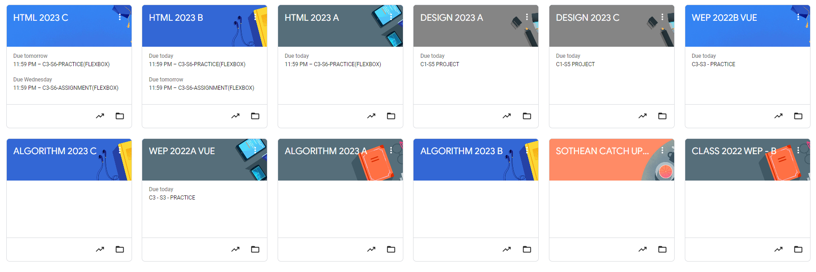 HTML 2023 C
Due tomorrow
11:59 PM – C3-S6-PRACTICE(FLEXBOX)
Due Wednesday
11:59 PM – C3-S6-ASSIGNMENT(FLEXBOX)
HTML 2023 B
Due today
11:59 PM – C3-S6-PRACTICE(FLEXBOX)
Due tomorrow
11:59 PM – C3-S6-ASSIGNMENT(FLEXBOX)
HTML 2023 A
Due today
11:59 PM – C3-S6-PRACTICE(FLEXBOX)
DESIGN 2023 A
Due today
C1-S5 PROJECT
DESIGN 2023 C
Due today
C1-S5 PROJECT
WEP 2022B VUE
Due today
C3-S3 - PRACTICE
ALGORITHM 2023 C
WEP 2022A VUE
Due today
C3 - S3 - PRACTICE
ALGORITHM 2023 A
ALGORITHM 2023 B
SOTHEAN CATCH UP...
CLASS 2022 WEP - B